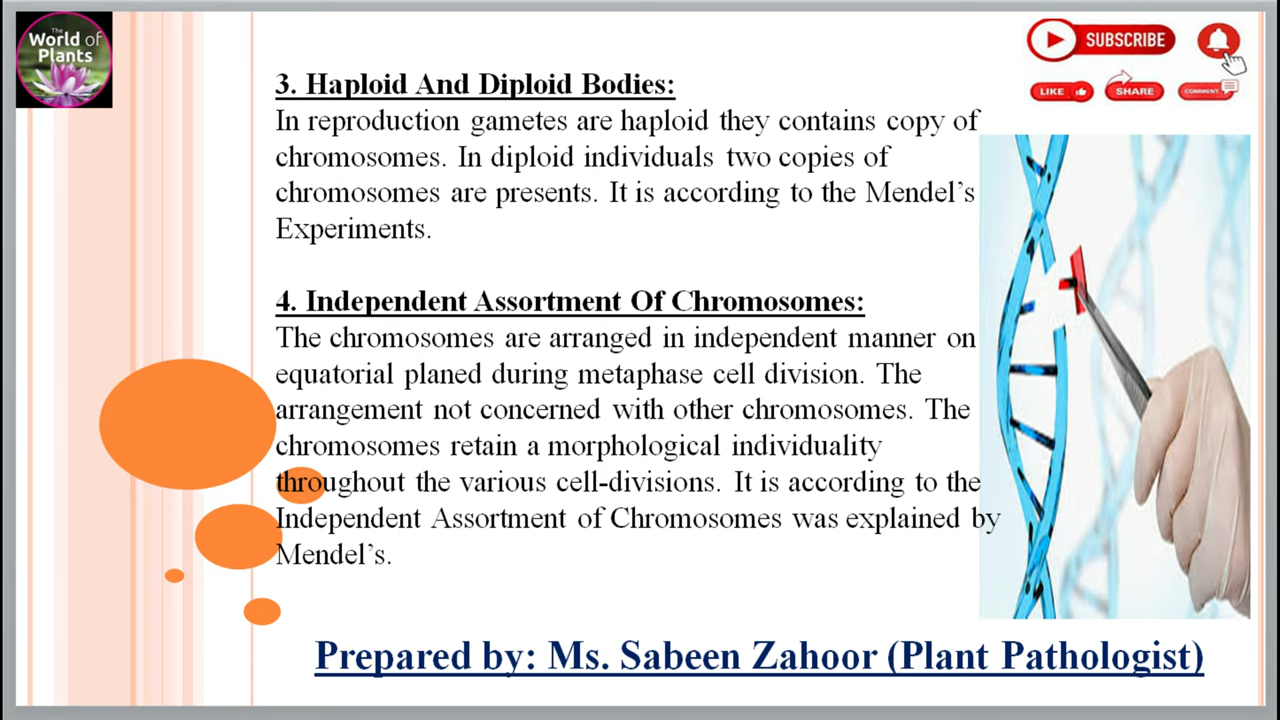 The
World of
Plants
SUBSCRIBE
LIKE
SHARE
COMMENT
3. Haploid And Diploid Bodies:
In reproduction gametes are haploid they contains copy of
chromosomes. In diploid individuals two copies of
chromosomes are presents. It is according to the Mendel's
Experiments.
4. Independent Assortment Of Chromosomes:
The chromosomes are arranged in independent manner on
equatorial planed during metaphase cell division. The
arrangement not concerned with other chromosomes. The
chromosomes retain a morphological individuality
throughout the various cell-divisions. It is according to the
Independent Assortment of Chromosomes was explained by
Mendel's.
Prepared by: Ms. Sabeen Zahoor (Plant Pathologist)